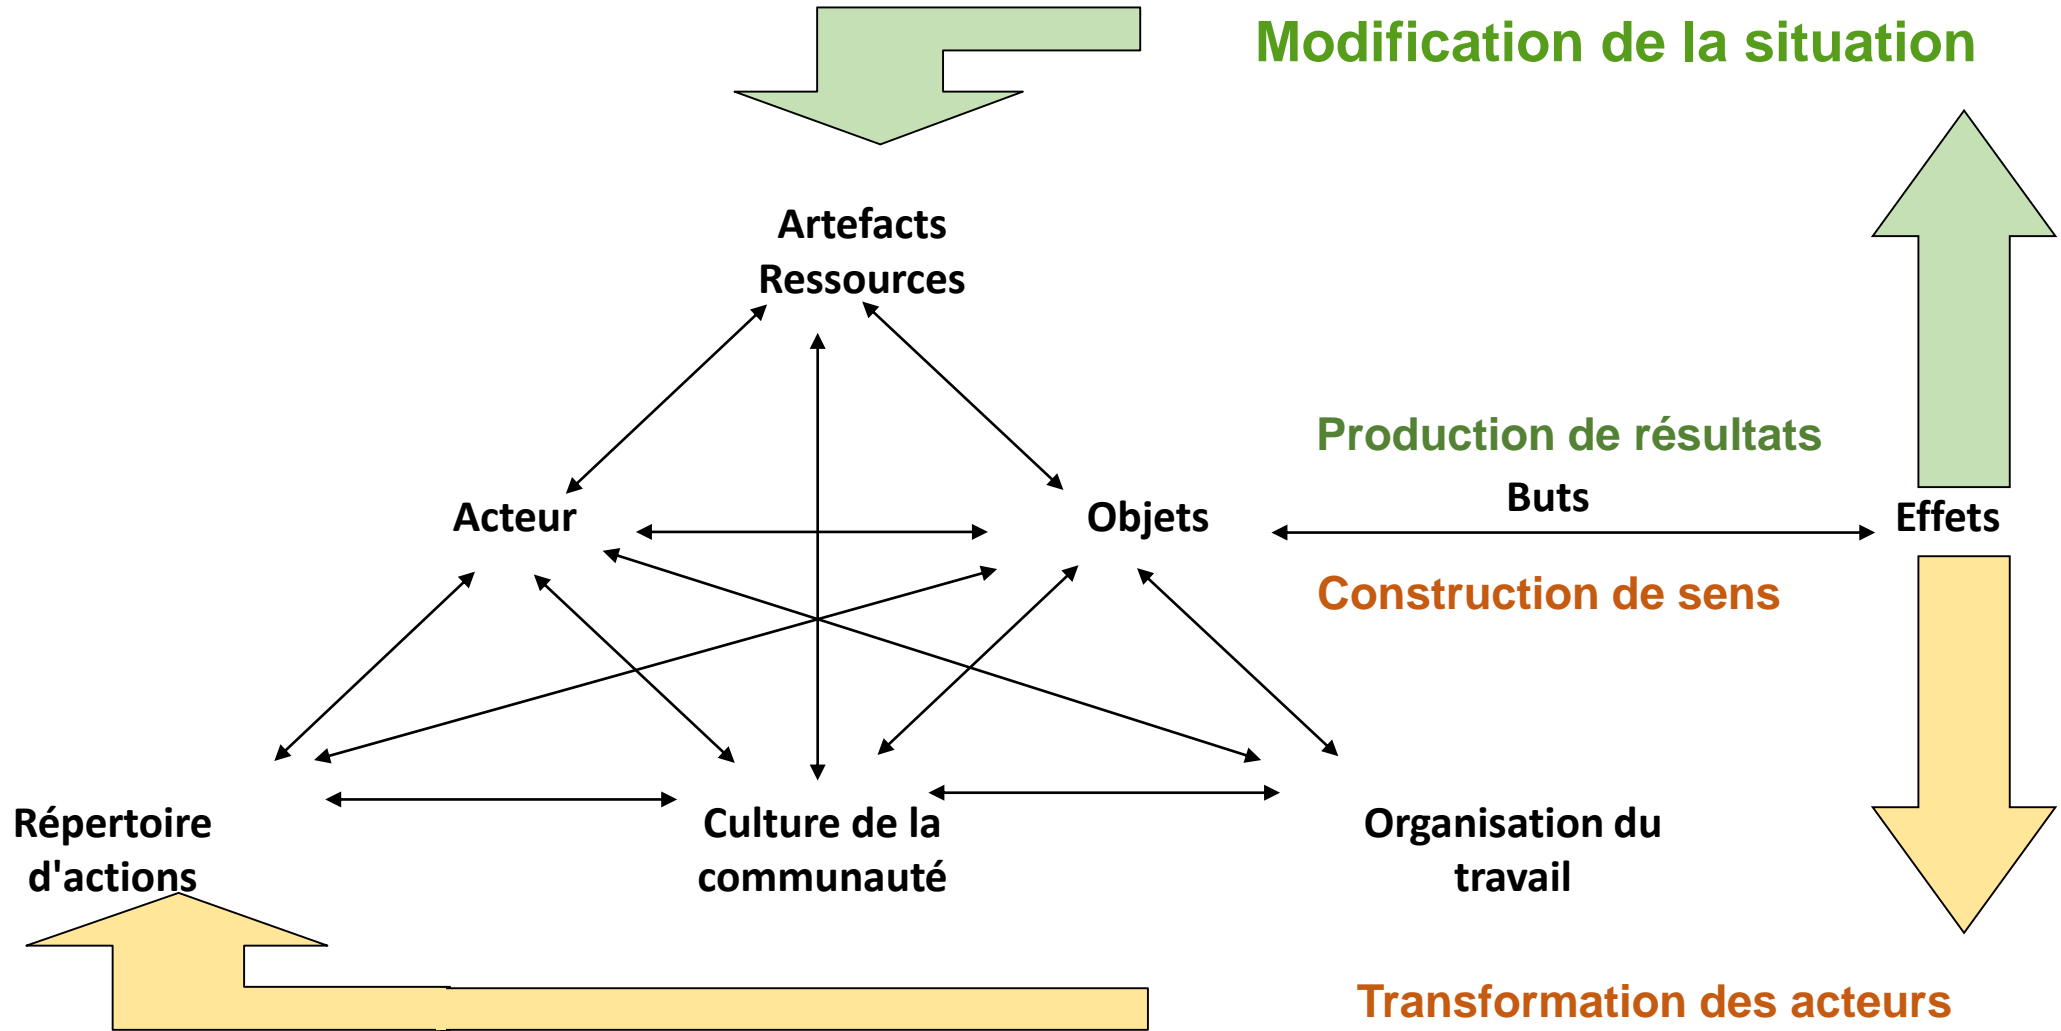 Modification de la situation
Artefacts
Ressources
Production de résultats
Buts
Acteur
Objets
Effets
Construction de sens
Répertoire
d'actions
Culture de la
communauté
Organisation du
travail
Transformation des acteurs